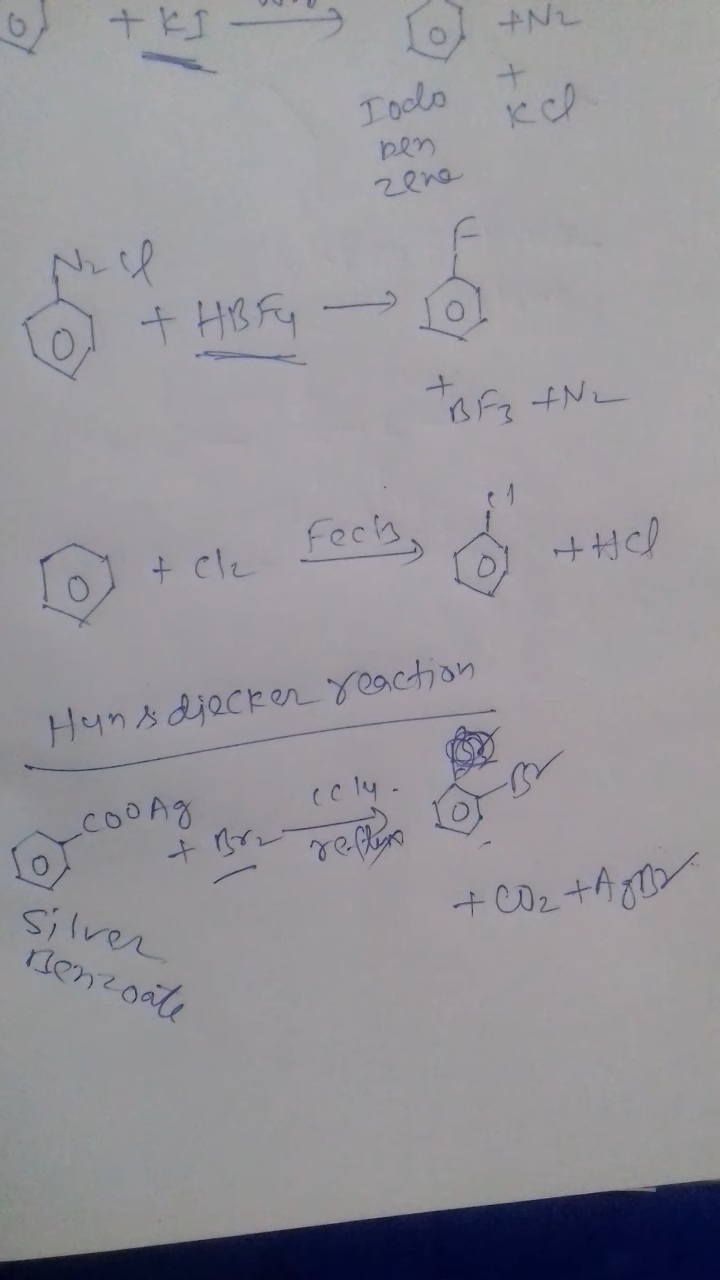 + KI → +N2
+
KCl
Iodo
ben
zene
N2Cl
F
+ HBF4 →
+
BF3 +N2
Cl
+ Cl2 FeCl3 → + HCl
Hunsdiecker reaction
COOAg + Br2 CCl4 → Br
reflux
+ CO2 + AgBr
Silver
Benzoate